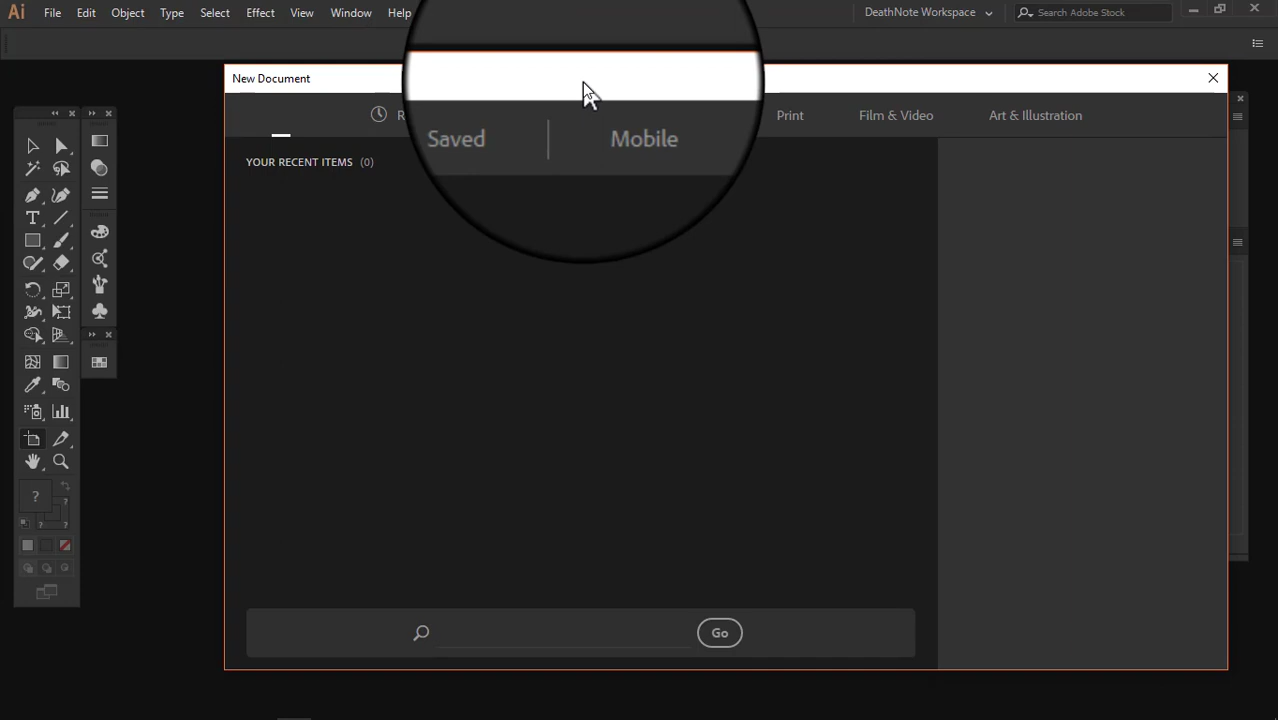 Ai File Edit Object Type Select Effect View Window Help DeathNote Workspace Search Adobe Stock
New Document
Saved Mobile Print Film & Video Art & Illustration
YOUR RECENT ITEMS (0)
? ?
? ?
Go